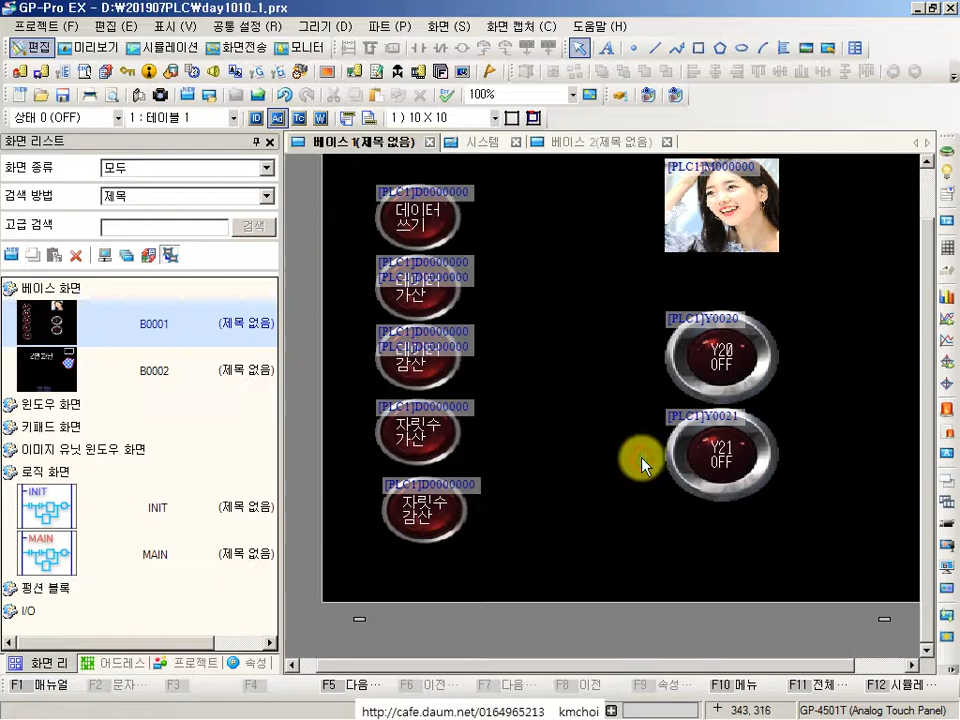 GP-Pro EX - D:\201907PLC\day1010_1.prx
프로젝트 (F) 편집 (E) 표시 (V) 공통 설정 (R) 그리기 (D) 파트 (P) 화면 (S) 화면 캡처 (C) 도움말 (H)
편집 미리보기 시뮬레이션 화면전송 모니터
100%
상태 0 (OFF) 1 : 테이블 1 ID Ad Tc W 1 ) 10 X 10
화면 리스트
베이스 1(제목 없음) 시스템 베이스 2(제목 없음)
화면 종류 모두
검색 방법 제목
고급 검색 검색
베이스 화면
B0001 (제목 없음)
B0002 (제목 없음)
윈도우 화면
키패드 화면
이미지 유닛 윈도우 화면
로직 화면
INIT INIT (제목 없음)
MAIN MAIN (제목 없음)
펑션 블록
I/O
[PLC1]D0000000
데이터
쓰기
[PLC1]D0000000
[PLC1]D0000000
가산
[PLC1]D0000000
[PLC1]D0000000
감산
[PLC1]D0000000
자릿수
가산
[PLC1]D0000000
자릿수
감산
[PLC1]M000000
[PLC1]Y0020
Y20
OFF
[PLC1]Y0021
Y21
OFF
화면 리 어드레스 프로젝트 속성
F1 매뉴얼 F2 문자… F3 F4 F5 다음… F6 이전… F7 다음… F8 이전 F9 속성… F10 메뉴 F11 전체… F12 시뮬레…
http://cafe.daum.net/0164965213 kmchoi 343, 316 GP-4501T (Analog Touch Panel)